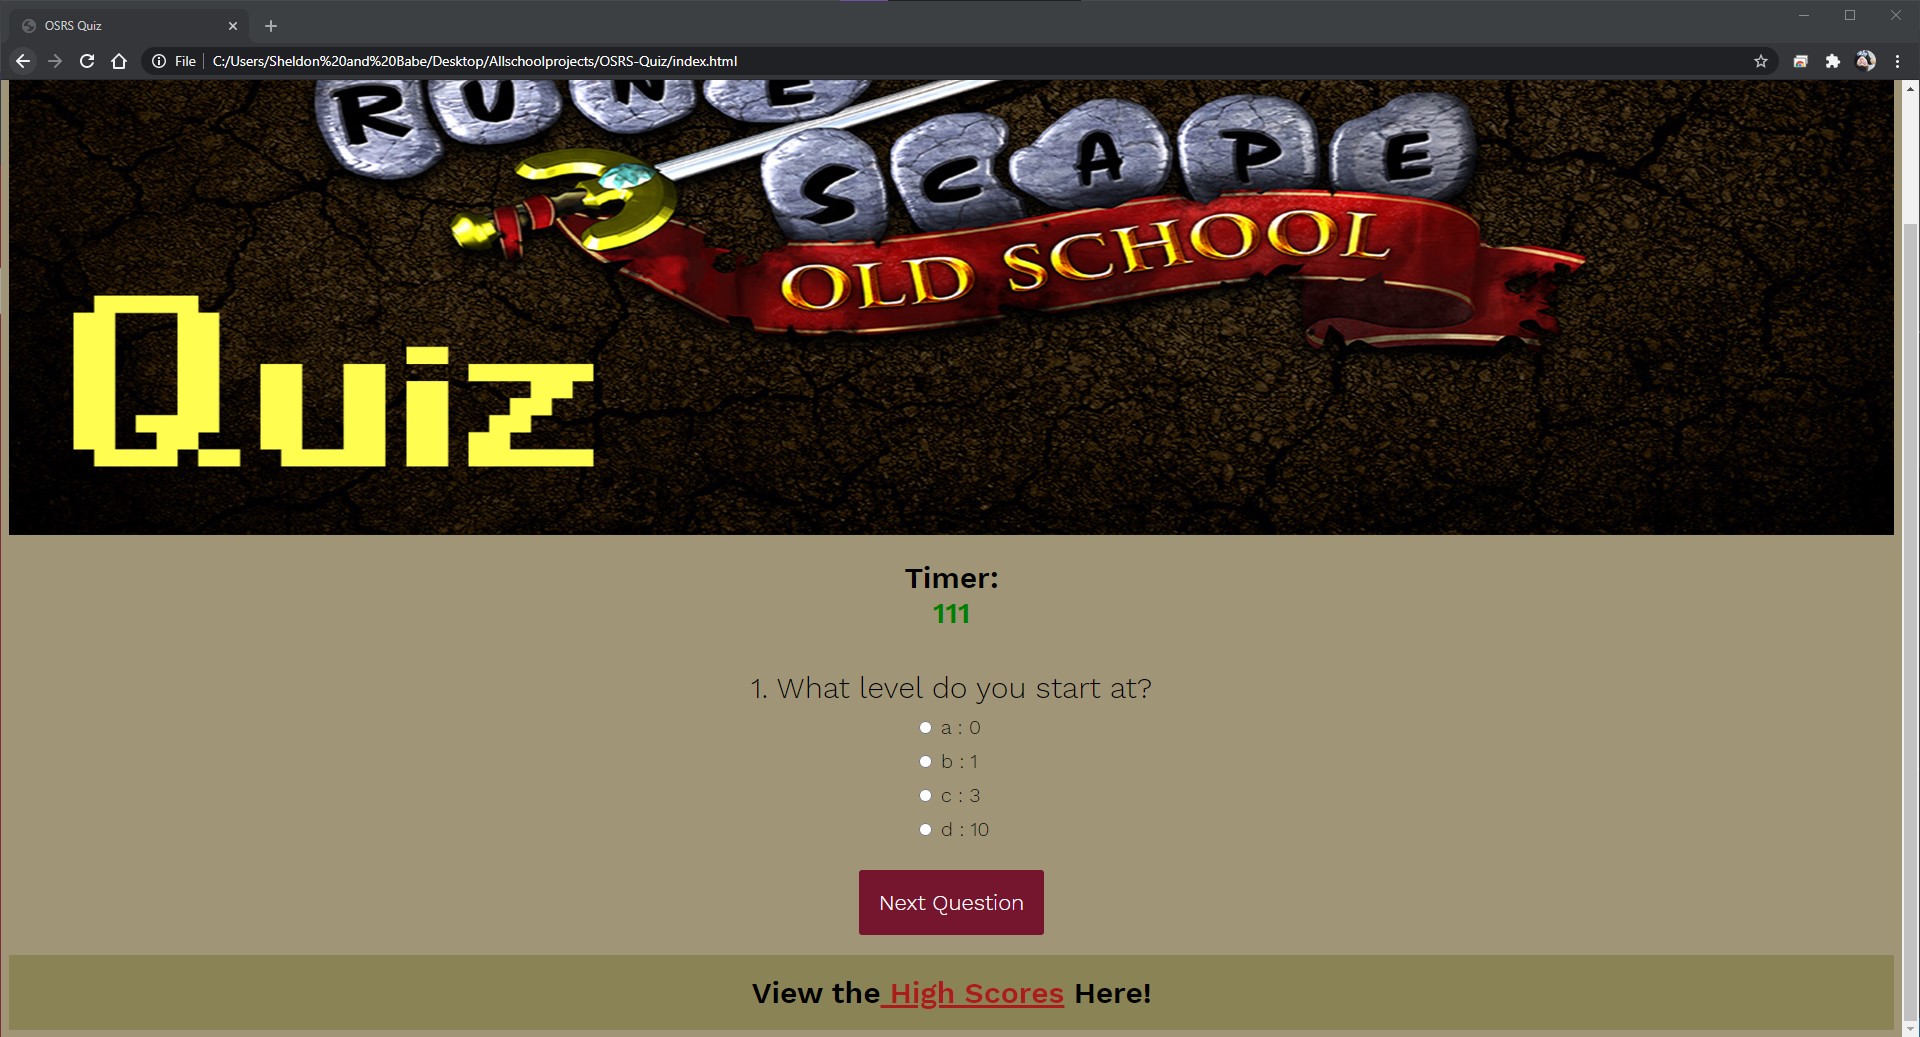 OSRS Quiz
File
C:/Users/Sheldon%20and%20Babe/Desktop/Allschoolprojects/OSRS-Quiz/index.html
RUNE
SCAPE
OLD SCHOOL
Quiz
Timer:
111
1. What level do you start at?
a : 0
b : 1
c : 3
d : 10
Next Question
View the High Scores Here!